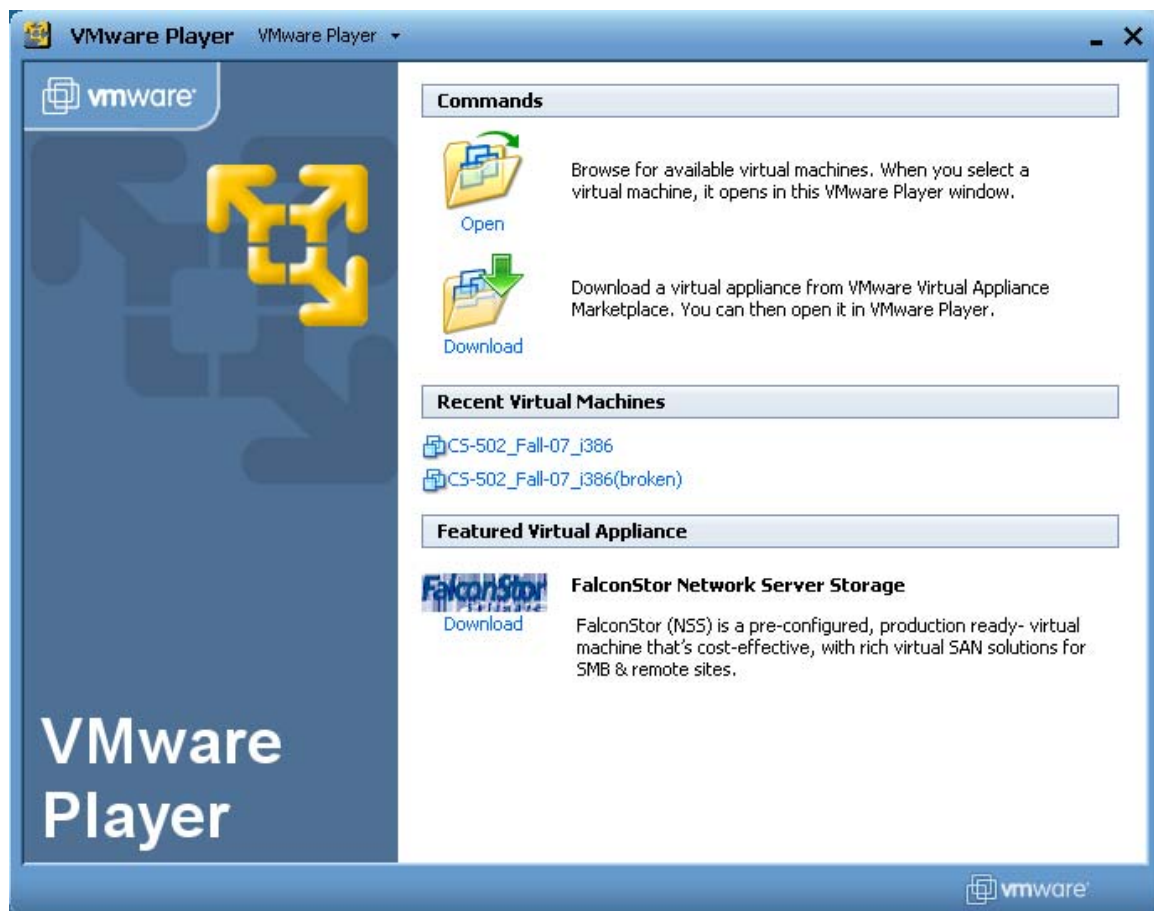 VMware Player VMware Player
vmware
Commands
Open
Browse for available virtual machines. When you select a
virtual machine, it opens in this VMware Player window.
Download
Download a virtual appliance from VMware Virtual Appliance
Marketplace. You can then open it in VMware Player.
Recent Virtual Machines
CS-502_Fall-07_i386
CS-502_Fall-07_i386(broken)
Featured Virtual Appliance
FalconStor
Download
FalconStor Network Server Storage
FalconStor (NSS) is a pre-configured, production ready- virtual
machine that's cost-effective, with rich virtual SAN solutions for
SMB & remote sites.
VMware
Player
vmware